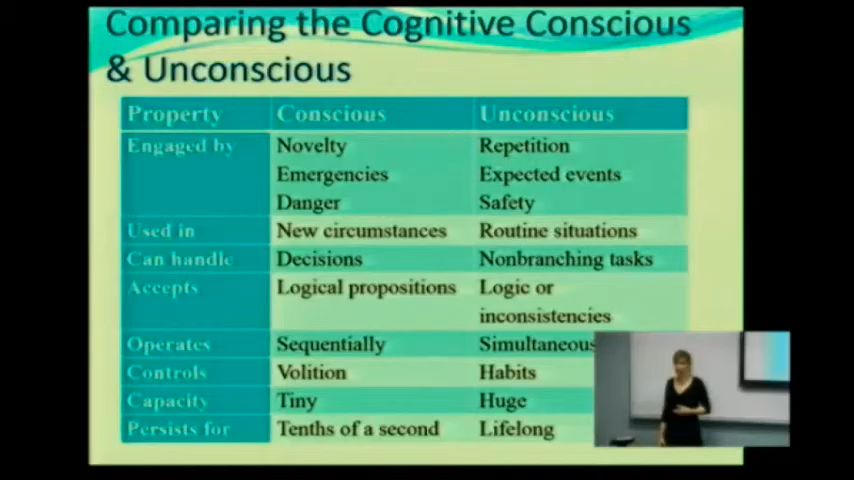 Comparing the Cognitive Conscious
& Unconscious
Property Conscious Unconscious
Engaged by Novelty Repetition
Emergencies Expected events
Danger Safety
Used in New circumstances Routine situations
Can handle Decisions Nonbranching tasks
Accepts Logical propositions Logic or
inconsistencies
Operates Sequentially Simultaneous
Controls Volition Habits
Capacity Tiny Huge
Persists for Tenths of a second Lifelong